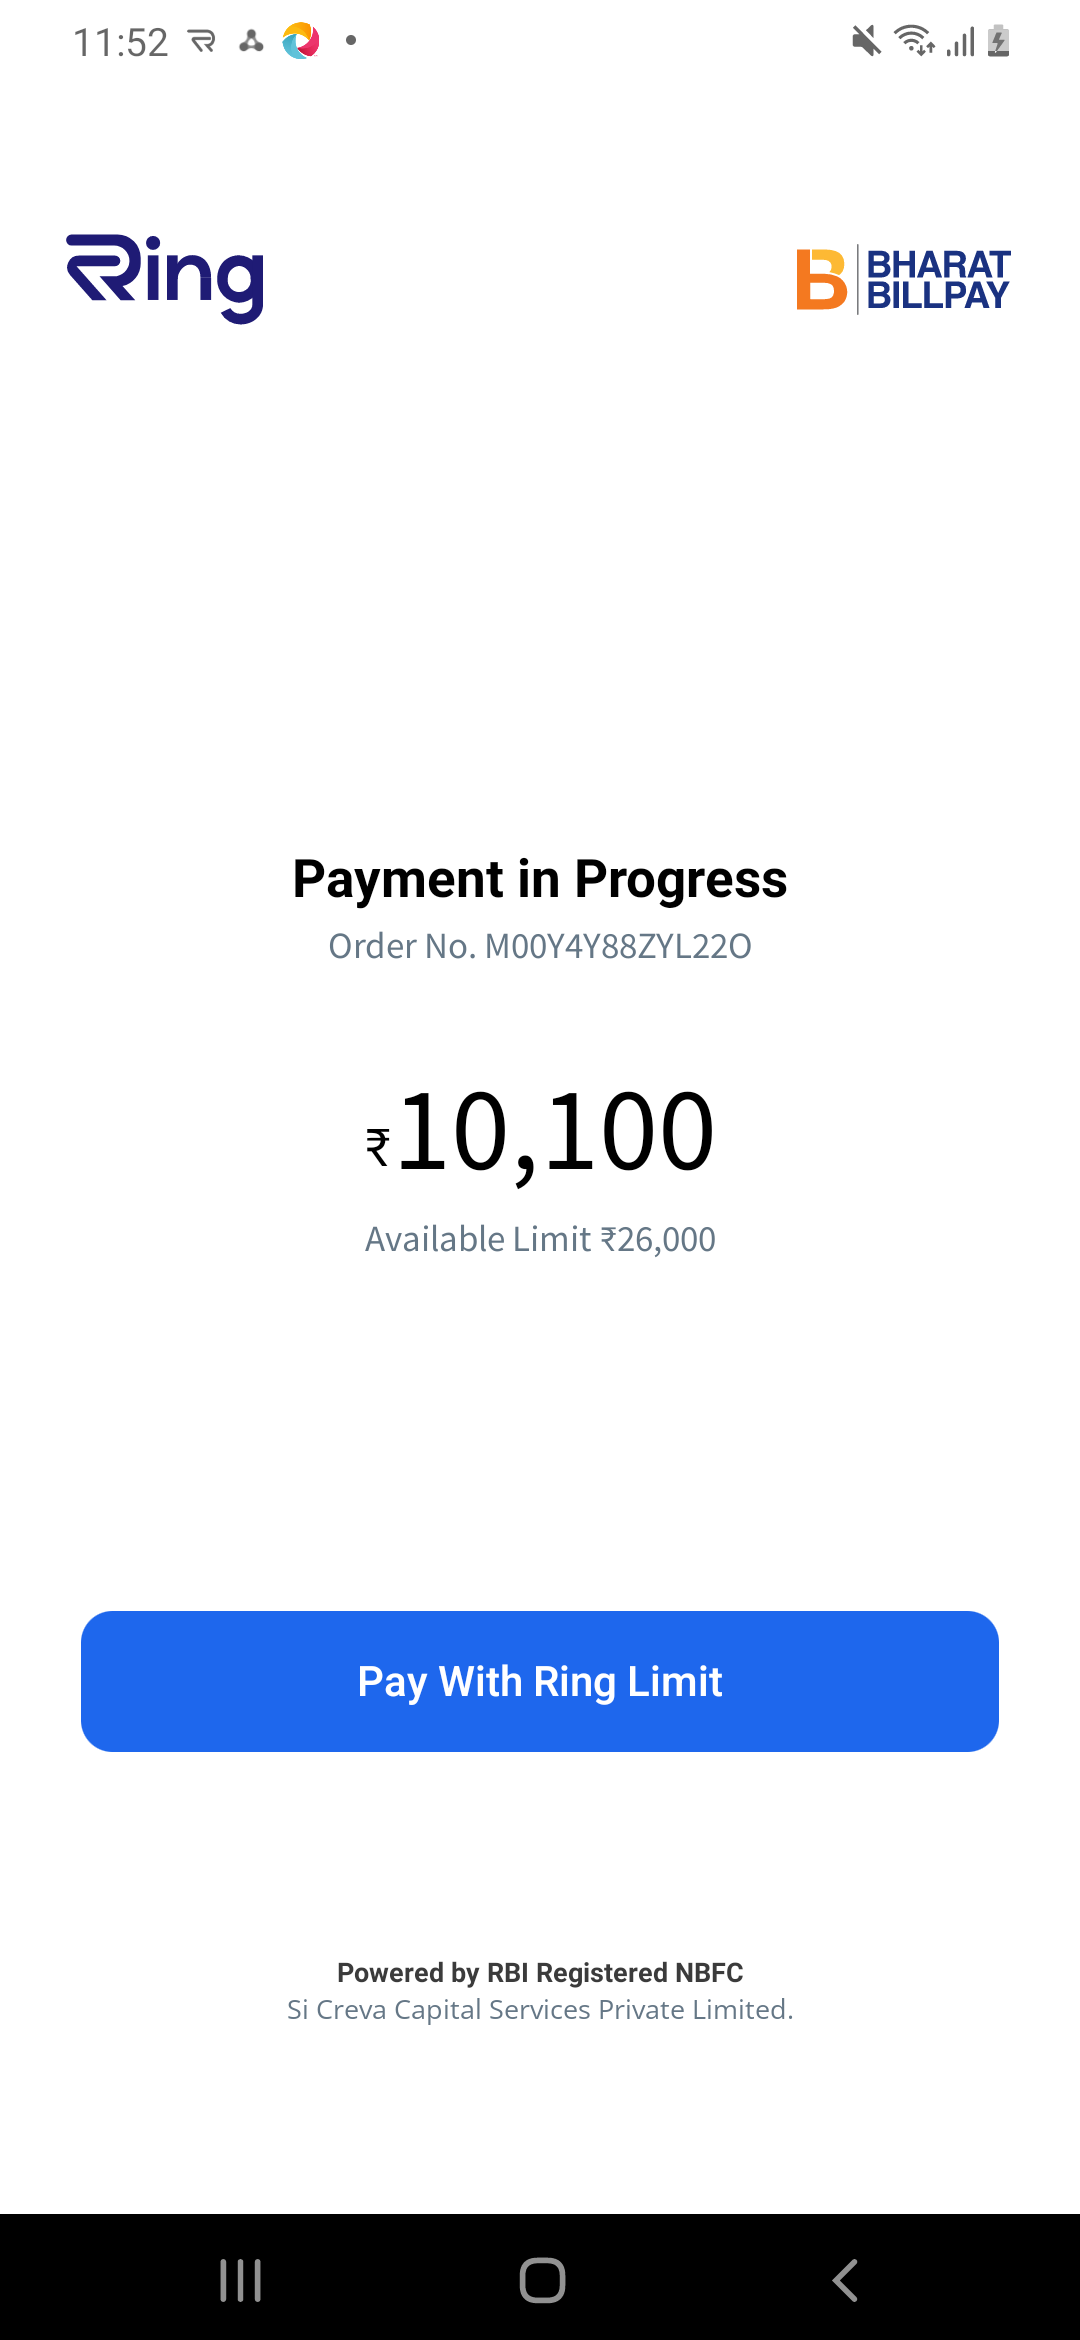 11:52
Ring
BHARAT
BILLPAY
Payment in Progress
Order No. M00Y4Y88ZYL22O
₹10,100
Available Limit ₹26,000
Pay With Ring Limit
Powered by RBI Registered NBFC
Si Creva Capital Services Private Limited.